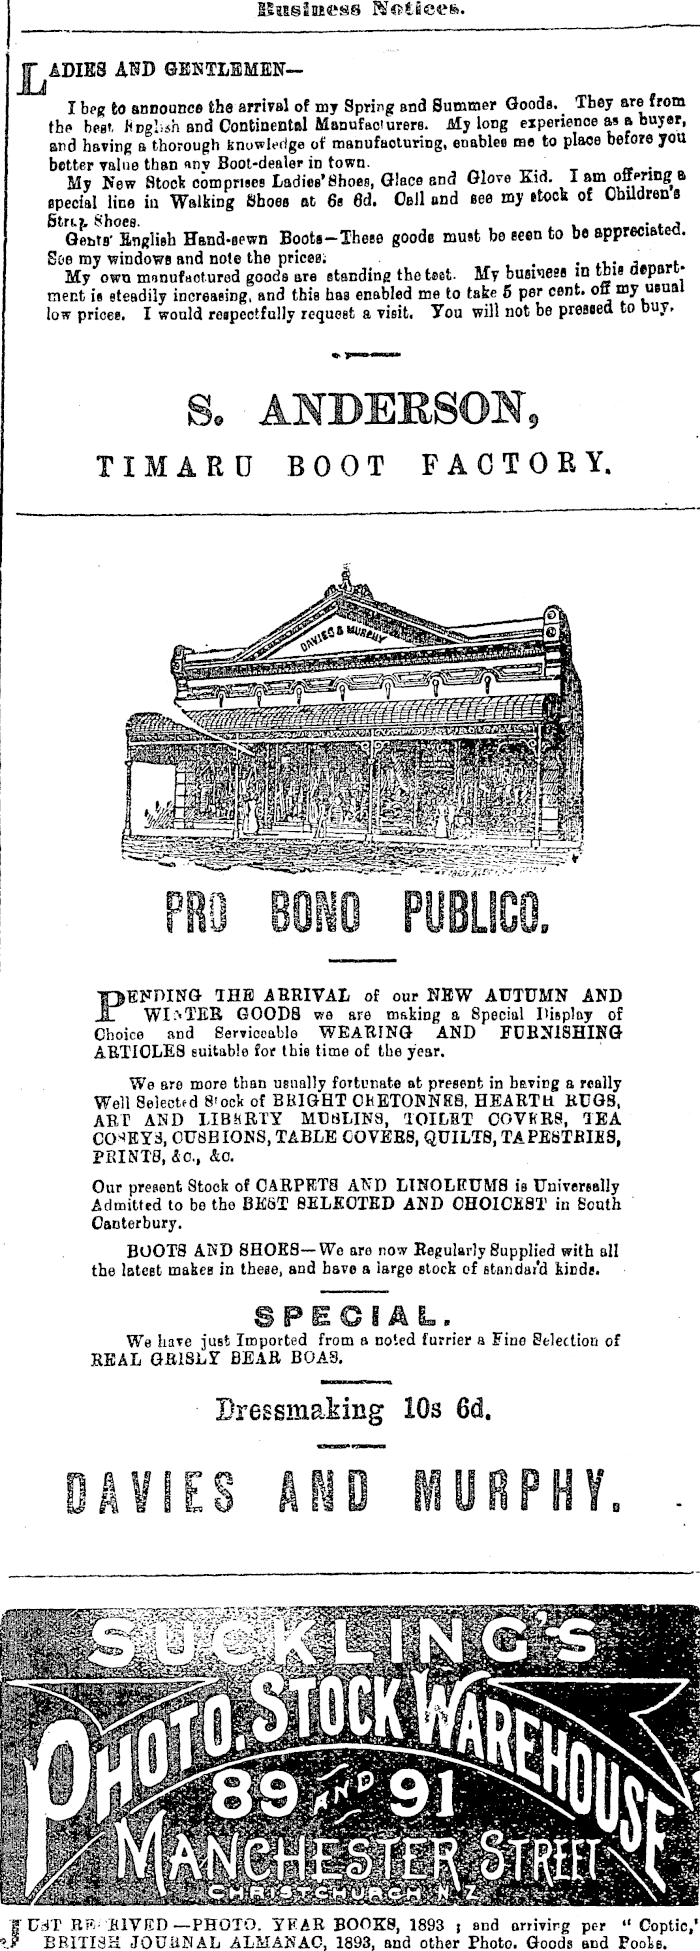 Business Notices.
LADIES AND GENTLEMEN—
I beg to announce the arrival of my Spring and Summer Goods. They are from
the best English and Continental Manufacturers. My long experience as a buyer,
and having a thorough knowledge of manufacturing, enables me to place before you
better value than any Boot-dealer in town.
My New Stock comprises Ladies' Shoes, Glace and Glove Kid. I am offering a
special line in Walking Shoes at 6s 6d. Call and see my stock of Children's
Strap Shoes.
Gents' English Hand-sewn Boots—These goods must be seen to be appreciated.
See my windows and note the prices.
My own manufactured goods are standing the test. My business in this depart-
ment is steadily increasing, and this has enabled me to take 5 per cent. off my usual
low prices. I would respectfully request a visit. You will not be pressed to buy.
S. ANDERSON,
TIMARU BOOT FACTORY.
DAVIES & MURPHY
PRO BONO PUBLICO.
PENDING THE ARRIVAL of our NEW AUTUMN AND
WINTER GOODS we are making a Special Display of
Choice and Serviceable WEARING AND FURNISHING
ARTICLES suitable for this time of the year.
We are more than usually fortunate at present in having a really
Well Selected Stock of BRIGHT CRETONNES, HEARTH RUGS,
ART AND LIBERTY MUSLINS, TOILET COVERS, TEA
COSEYS, CUSHIONS, TABLE COVERS, QUILTS, TAPESTRIES,
PRINTS, &c., &c.
Our present Stock of CARPETS AND LINOLEUMS is Universally
Admitted to be the BEST SELECTED AND CHOICEST in South
Canterbury.
BOOTS AND SHOES—We are now Regularly Supplied with all
the latest makes in these, and have a large stock of standard kinds.
SPECIAL.
We have just Imported from a noted furrier a Fine Selection of
REAL GRISLY BEAR BOAS.
Dressmaking 10s 6d.
DAVIES AND MURPHY.
SUCKLING'S
PHOTO. STOCK WAREHOUSE
89 AND 91
MANCHESTER STREET
CHRISTCHURCH N.Z.
JUST RECEIVED—PHOTO. YEAR BOOKS, 1893; and arriving per "Coptic,"
BRITISH JOURNAL ALMANAC, 1893, and other Photo. Goods and Books.